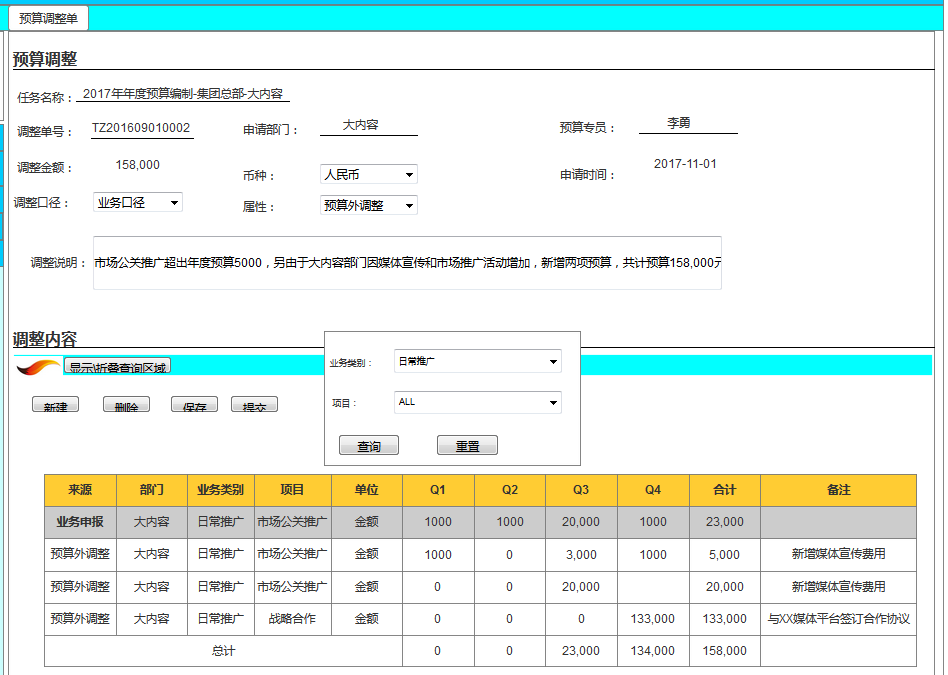 预算调整单
预算调整
任务名称： 2017年年度预算编制-集团总部-大内容
调整单号： TZ201609010002 申请部门： 大内容 预算专员： 李勇
调整金额： 158,000 币种： 人民币 申请时间： 2017-11-01
调整口径： 业务口径 属性： 预算外调整
调整说明： 市场公关推广超出年度预算5000，另由于大内容部门因媒体宣传和市场推广活动增加，新增两项预算，共计预算158,000元
调整内容
显示\折叠查询区域
业务类别： 日常推广
新建 删除 保存 提交
项目： ALL
查询 重置
来源 部门 业务类别 项目 单位 Q1 Q2 Q3 Q4 合计 备注
业务申报 大内容 日常推广 市场公关推广 金额 1000 1000 20,000 1000 23,000
预算外调整 大内容 日常推广 市场公关推广 金额 1000 0 3,000 1000 5,000 新增媒体宣传费用
预算外调整 大内容 日常推广 市场公关推广 金额 0 0 20,000 20,000 新增媒体宣传费用
预算外调整 大内容 日常推广 战略合作 金额 0 0 0 133,000 133,000 与XX媒体平台签订合作协议
总计 0 0 23,000 134,000 158,000